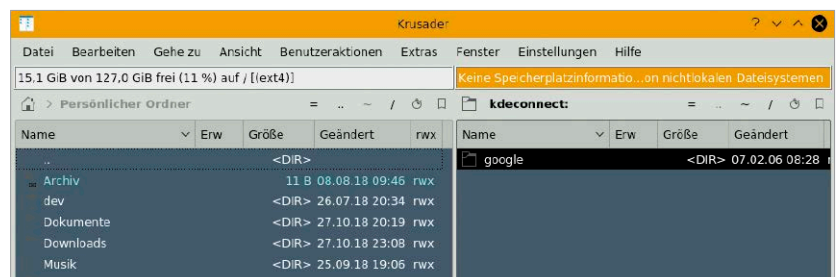 Krusader
Datei Bearbeiten Gehe zu Ansicht Benutzeraktionen Extras Fenster Einstellungen Hilfe
15,1 GiB von 127,0 GiB frei (11 %) auf / [(ext4)]
Keine Speicherplatzinformatio...on nichtlokalen Dateisystemen
> Persönlicher Ordner = .. ~ /
kdeconnect: = .. ~ /
Name Erw Größe Geändert rwx
Name Erw Größe Geändert
.. <DIR>
google <DIR> 07.02.06 08:28 r
Archiv 11 B 08.08.18 09:46 rwx
dev <DIR> 26.07.18 20:34 rwx
Dokumente <DIR> 27.10.18 20:19 rwx
Downloads <DIR> 27.10.18 23:08 rwx
Musik <DIR> 25.09.18 19:06 rwx